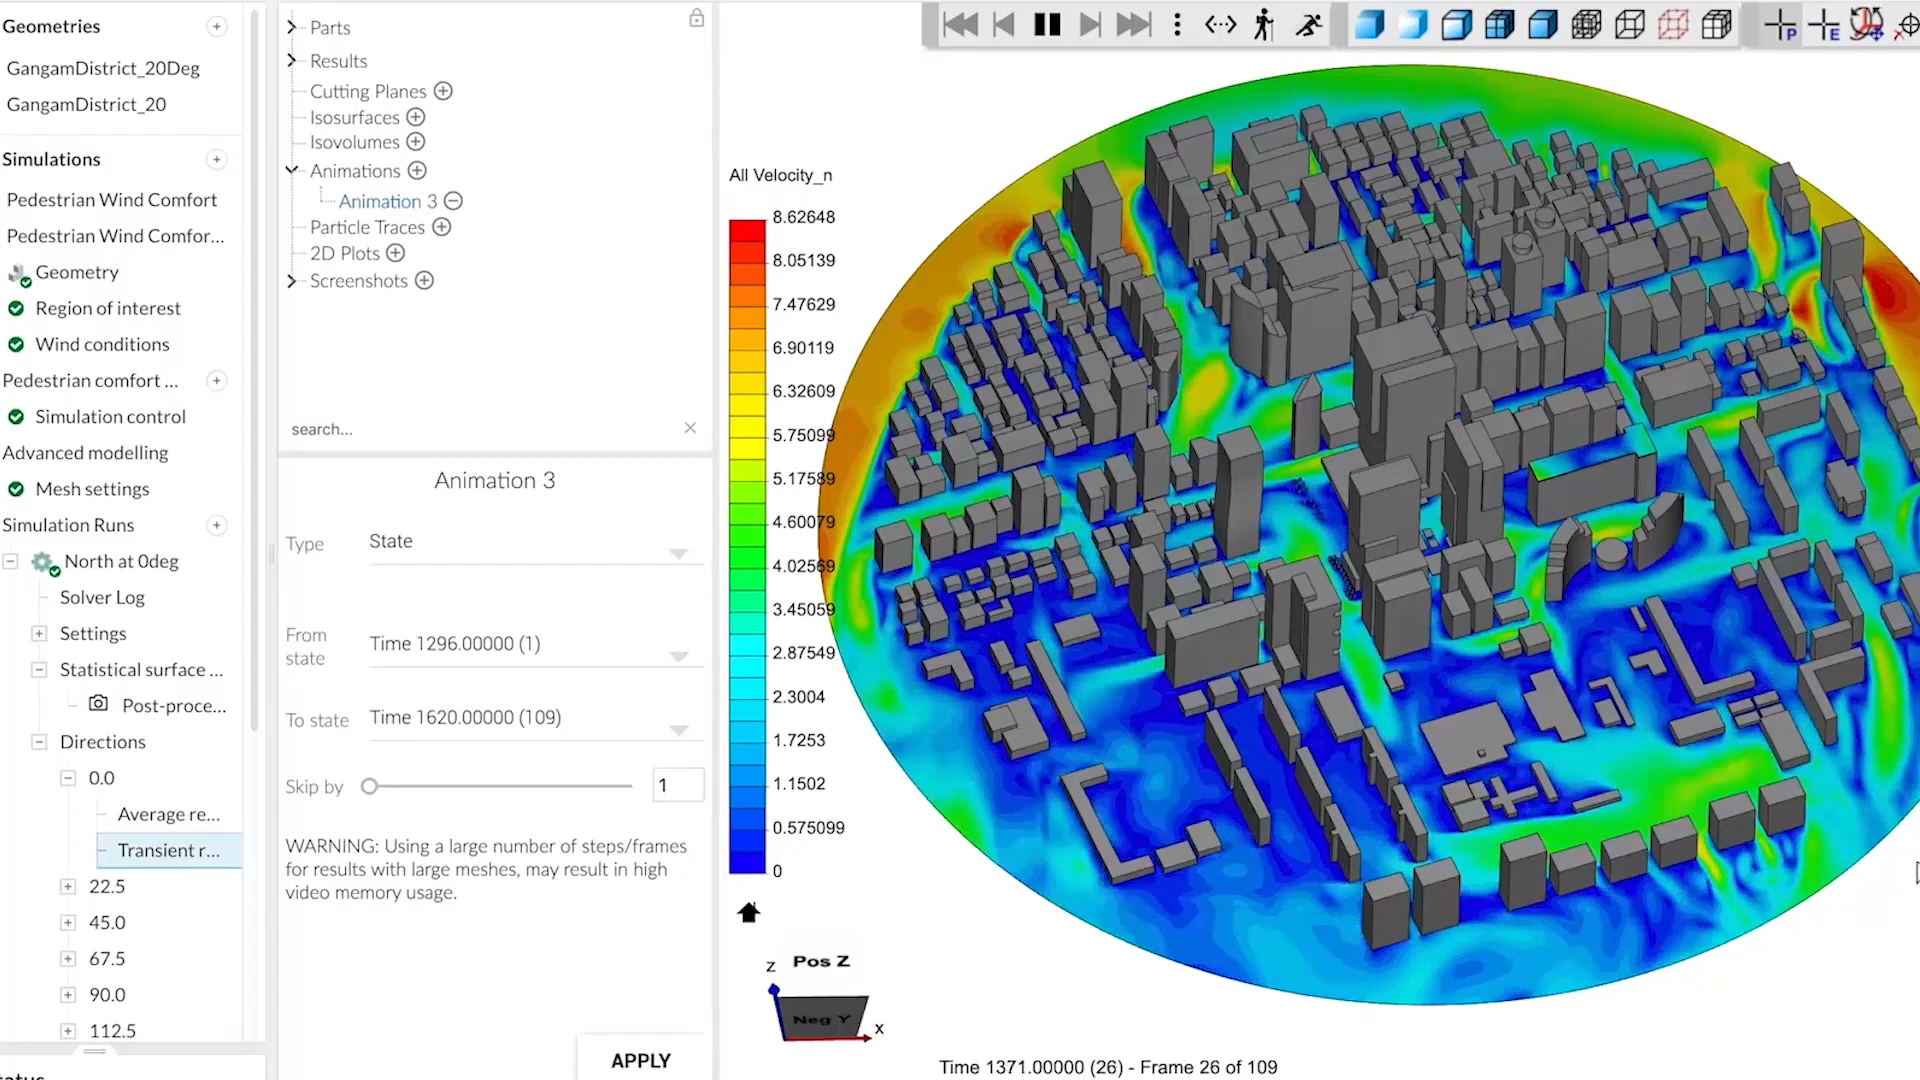 Geometries
GangamDistrict_20Deg
GangamDistrict_20
Simulations
Pedestrian Wind Comfort
Pedestrian Wind Comfor...
Geometry
Region of interest
Wind conditions
Pedestrian comfort ...
Simulation control
Advanced modelling
Mesh settings
Simulation Runs
North at 0deg
Solver Log
Settings
Statistical surface ...
Post-proce...
Directions
0.0
Average re...
Transient r...
22.5
45.0
67.5
90.0
112.5
Parts
Results
Cutting Planes
Isosurfaces
Isovolumes
Animations
Animation 3
Particle Traces
2D Plots
Screenshots
search...
Animation 3
Type State
From state Time 1296.00000 (1)
To state Time 1620.00000 (109)
Skip by 1
WARNING: Using a large number of steps/frames
for results with large meshes, may result in high
video memory usage.
APPLY
All Velocity_n
8.62648
8.05139
7.47629
6.90119
6.32609
5.75099
5.17589
4.60079
4.02569
3.45059
2.87549
2.3004
1.7253
1.1502
0.575099
0
Z
Pos Z
Neg Y
X
P
E
Time 1371.00000 (26) - Frame 26 of 109